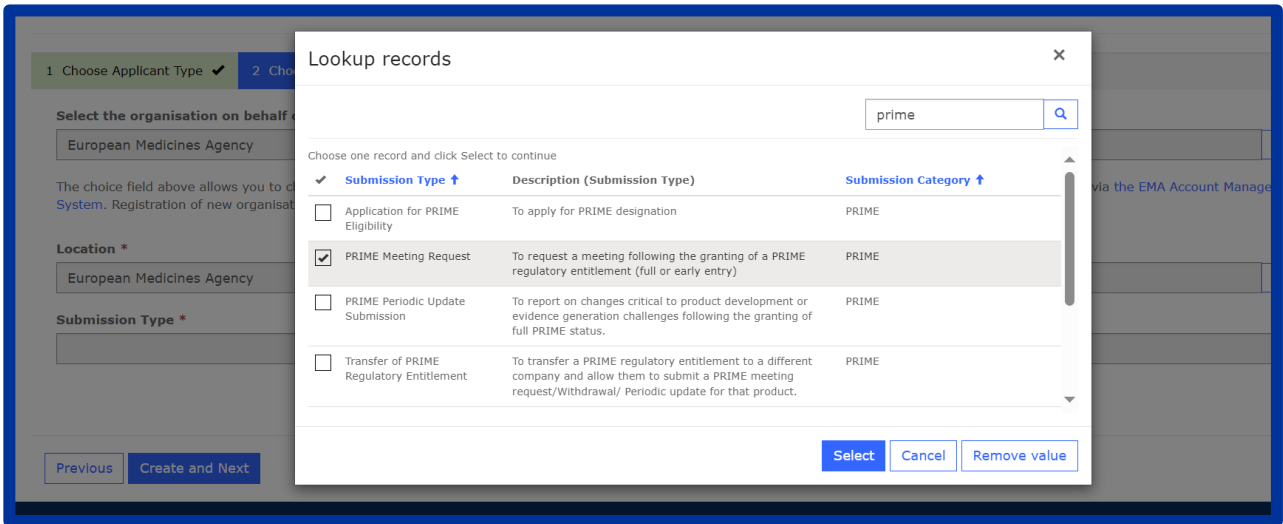 Lookup records
×
1 Choose Applicant Type ✔ 2 Cho
prime
Select the organisation on behalf
European Medicines Agency
Choose one record and click Select to continue
✔ Submission Type ↑ Description (Submission Type) Submission Category ↑
The choice field above allows you to via the EMA Account Manage
System. Registration of new organisat
Application for PRIME
Eligibility
To apply for PRIME designation
PRIME
Location *
European Medicines Agency
PRIME Meeting Request
To request a meeting following the granting of a PRIME
regulatory entitlement (full or early entry)
PRIME
Submission Type *
PRIME Periodic Update
Submission
To report on changes critical to product development or
evidence generation challenges following the granting of
full PRIME status.
PRIME
Transfer of PRIME
Regulatory Entitlement
To transfer a PRIME regulatory entitlement to a different
company and allow them to submit a PRIME meeting
request/Withdrawal/ Periodic update for that product.
PRIME
Select Cancel Remove value
Previous Create and Next